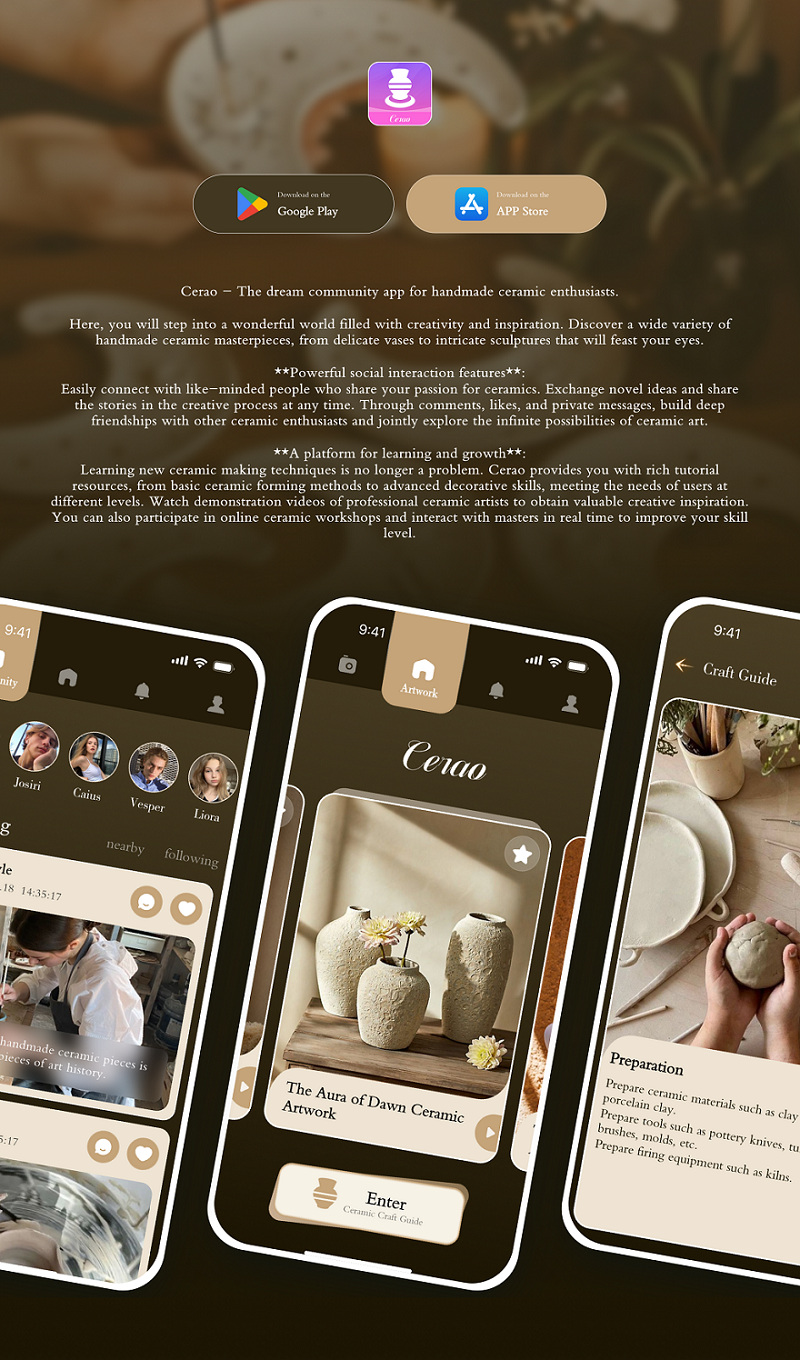 Cerao
Download on the
Google Play
Download on the
APP Store
Cerao – The dream community app for handmade ceramic enthusiasts.
Here, you will step into a wonderful world filled with creativity and inspiration. Discover a wide variety of
handmade ceramic masterpieces, from delicate vases to intricate sculptures that will feast your eyes.
**Powerful social interaction features**:
Easily connect with like–minded people who share your passion for ceramics. Exchange novel ideas and share
the stories in the creative process at any time. Through comments, likes, and private messages, build deep
friendships with other ceramic enthusiasts and jointly explore the infinite possibilities of ceramic art.
**A platform for learning and growth**:
Learning new ceramic making techniques is no longer a problem. Cerao provides you with rich tutorial
resources, from basic ceramic forming methods to advanced decorative skills, meeting the needs of users at
different levels. Watch demonstration videos of professional ceramic artists to obtain valuable creative inspiration.
You can also participate in online ceramic workshops and interact with masters in real time to improve your skill
level.
9:41
nity
Josiri
Caius
Vesper
Liora
g
nearby
following
yle
.18 14:35:17
handmade ceramic pieces is
pieces of art history.
5:17
9:41
Artwork
Cerao
The Aura of Dawn Ceramic
Artwork
Enter
Ceramic Craft Guide
9:41
Craft Guide
Preparation
Prepare ceramic materials such as clay
porcelain clay.
Prepare tools such as pottery knives, tu
brushes, molds, etc.
Prepare firing equipment such as kilns.